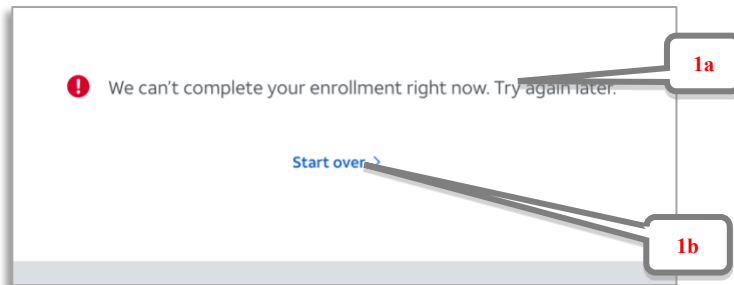 1a
We can't complete your enrollment right now. Try again later.
Start over >
1b